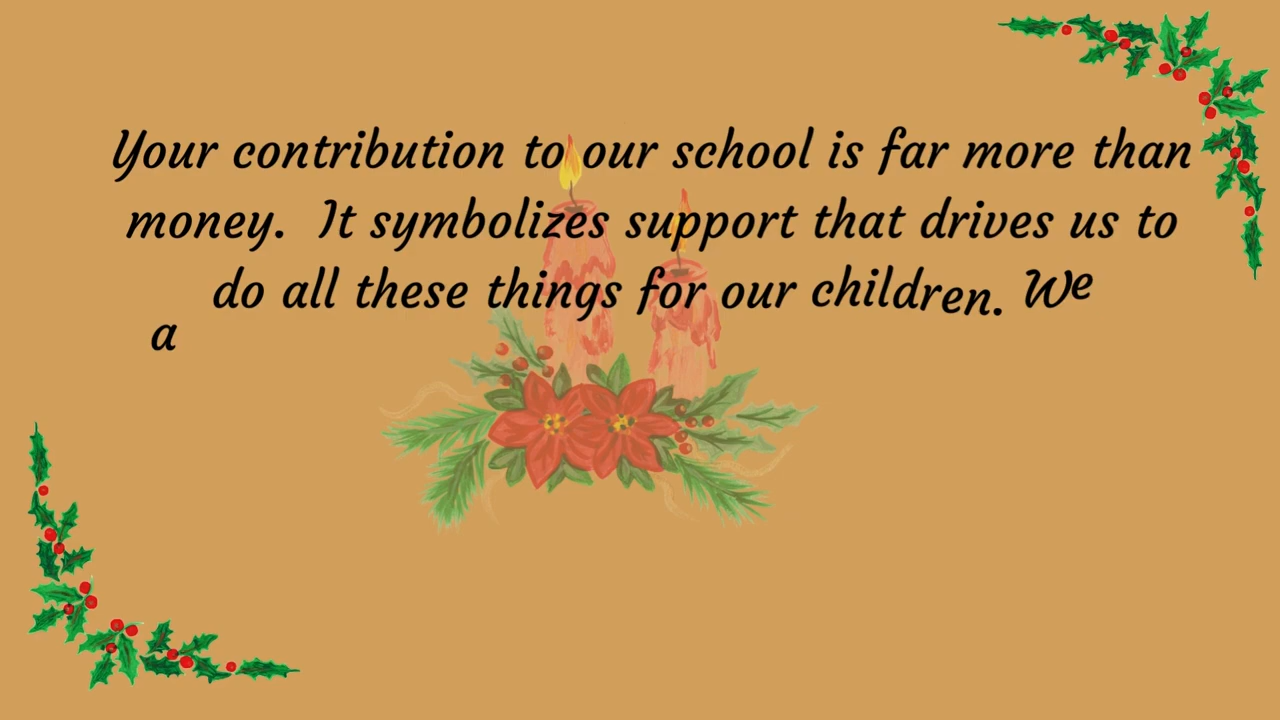 Your contribution to our school is far more than
money. It symbolizes support that drives us to
do all these things for our children. We
a